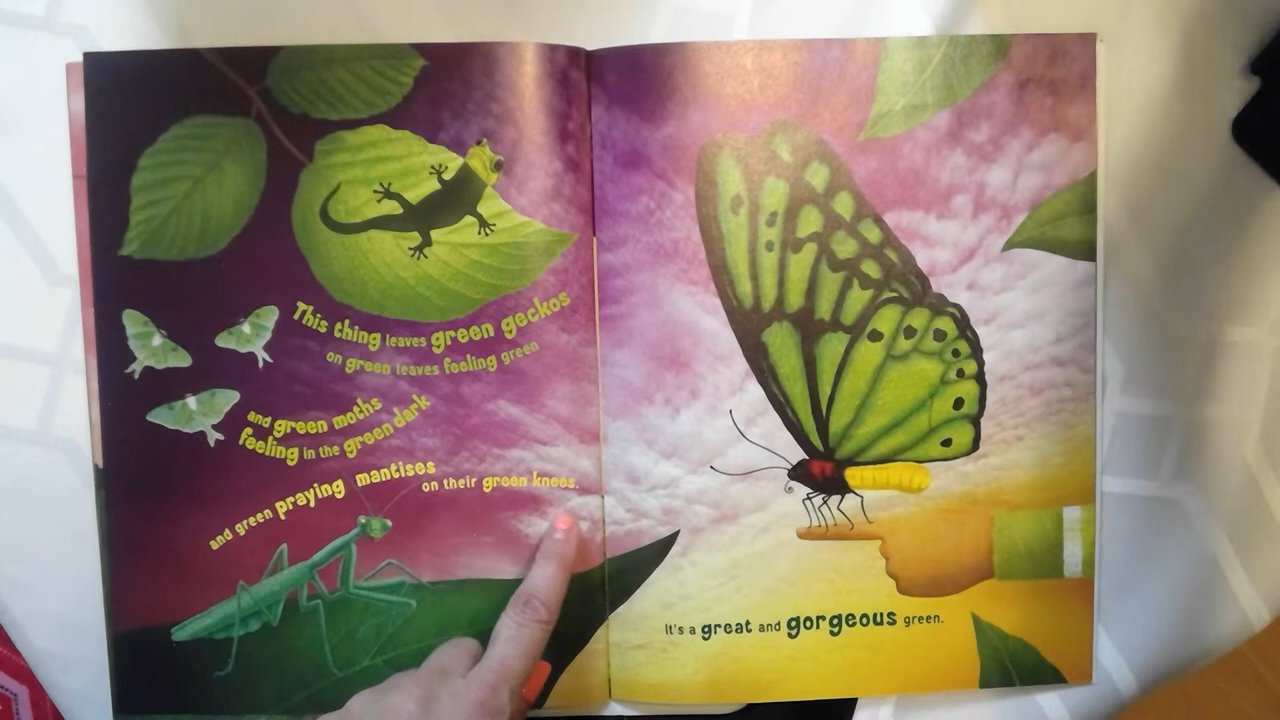 This thing leaves green geckos
on green leaves feeling green
and green moths
feeling in the green dark
and green praying mantises
on their green knees.
It's a great and gorgeous green.